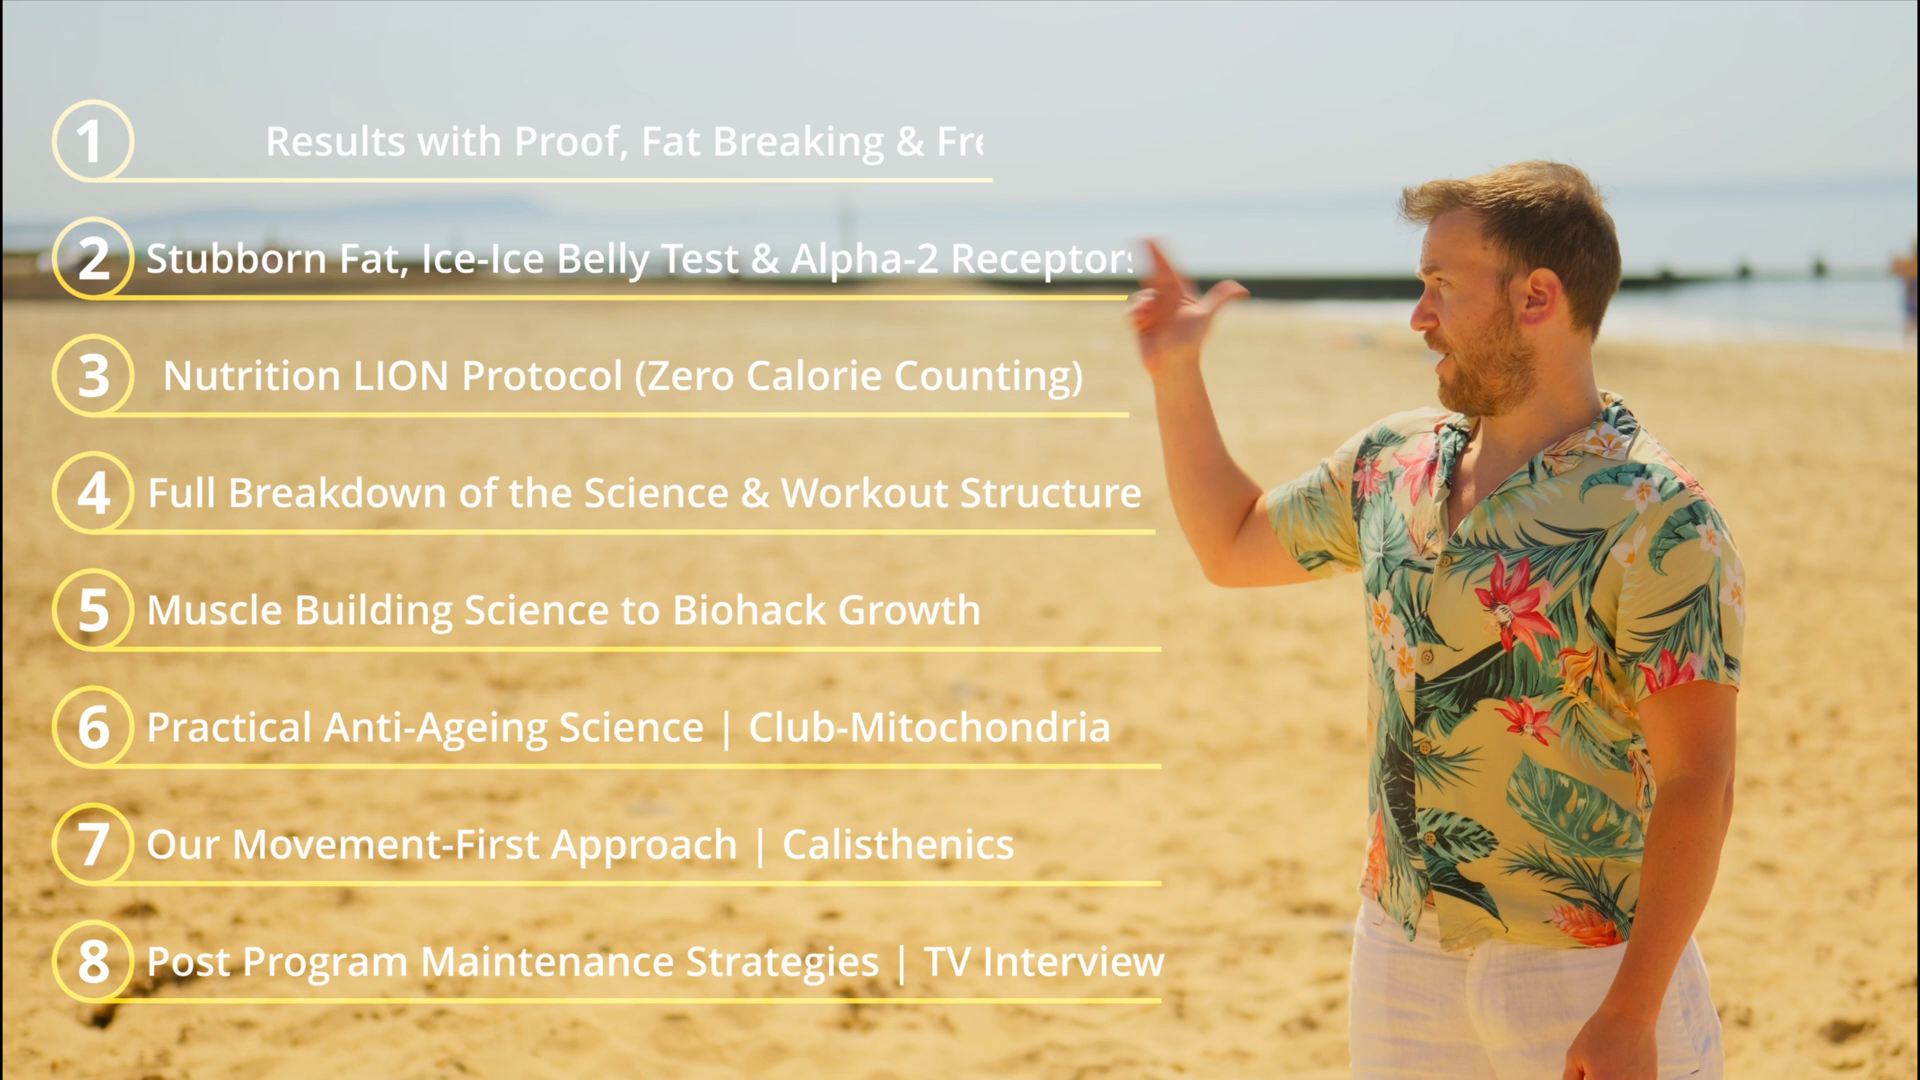 1 Results with Proof, Fat Breaking &
2 Stubborn Fat, Ice-Ice Belly Test & Alpha-2 Receptors
3 Nutrition LION Protocol (Zero Calorie Counting)
4 Full Breakdown of the Science & Workout Structure
5 Muscle Building Science to Biohack Growth
6 Practical Anti-Ageing Science | Club-Mitochondria
7 Our Movement-First Approach | Calisthenics
8 Post Program Maintenance Strategies | TV Interview